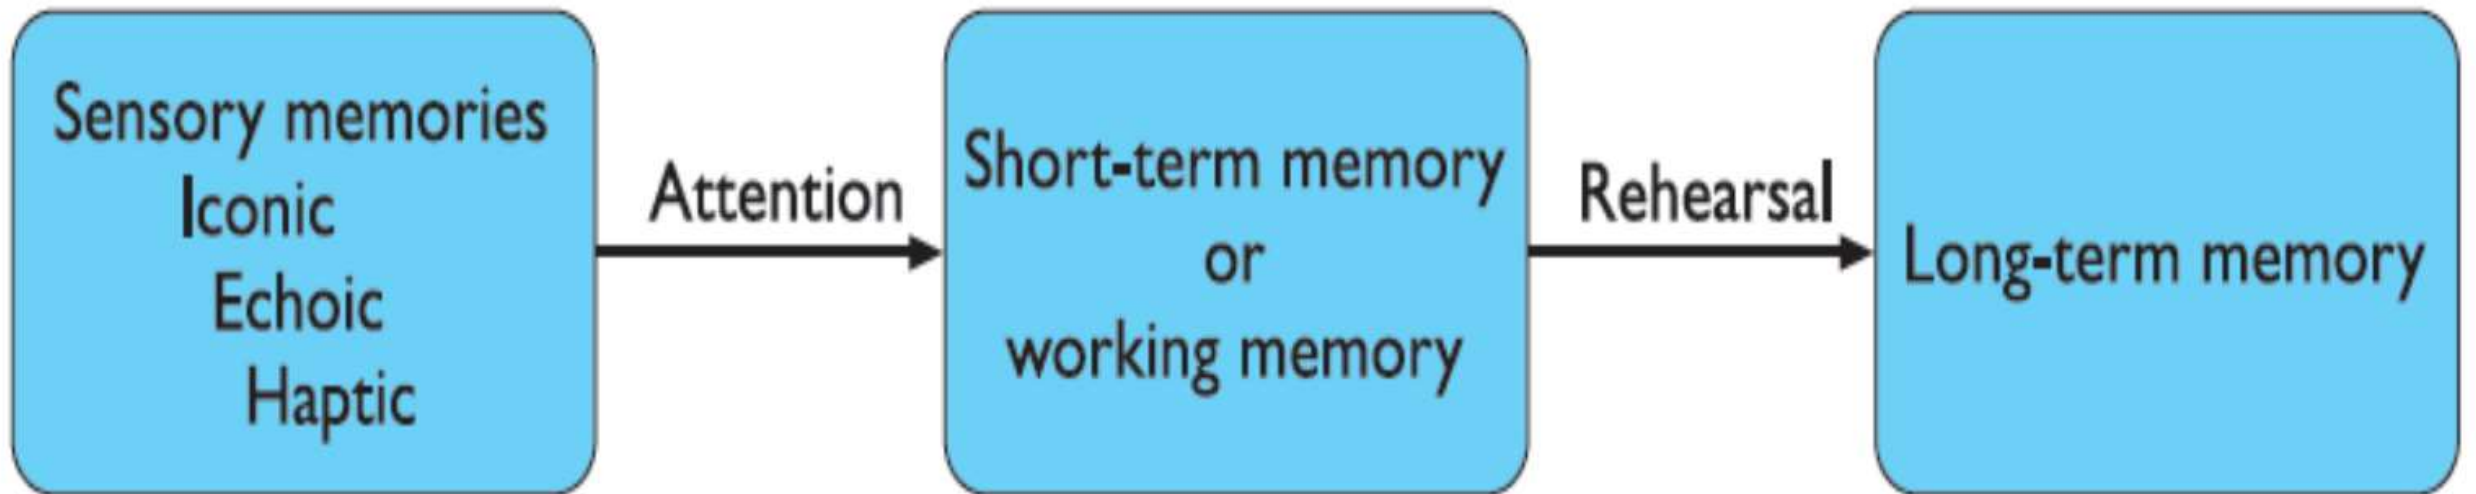 Sensory memories
Iconic
Echoic
Haptic
Attention
Short-term memory
or
working memory
Rehearsal
Long-term memory